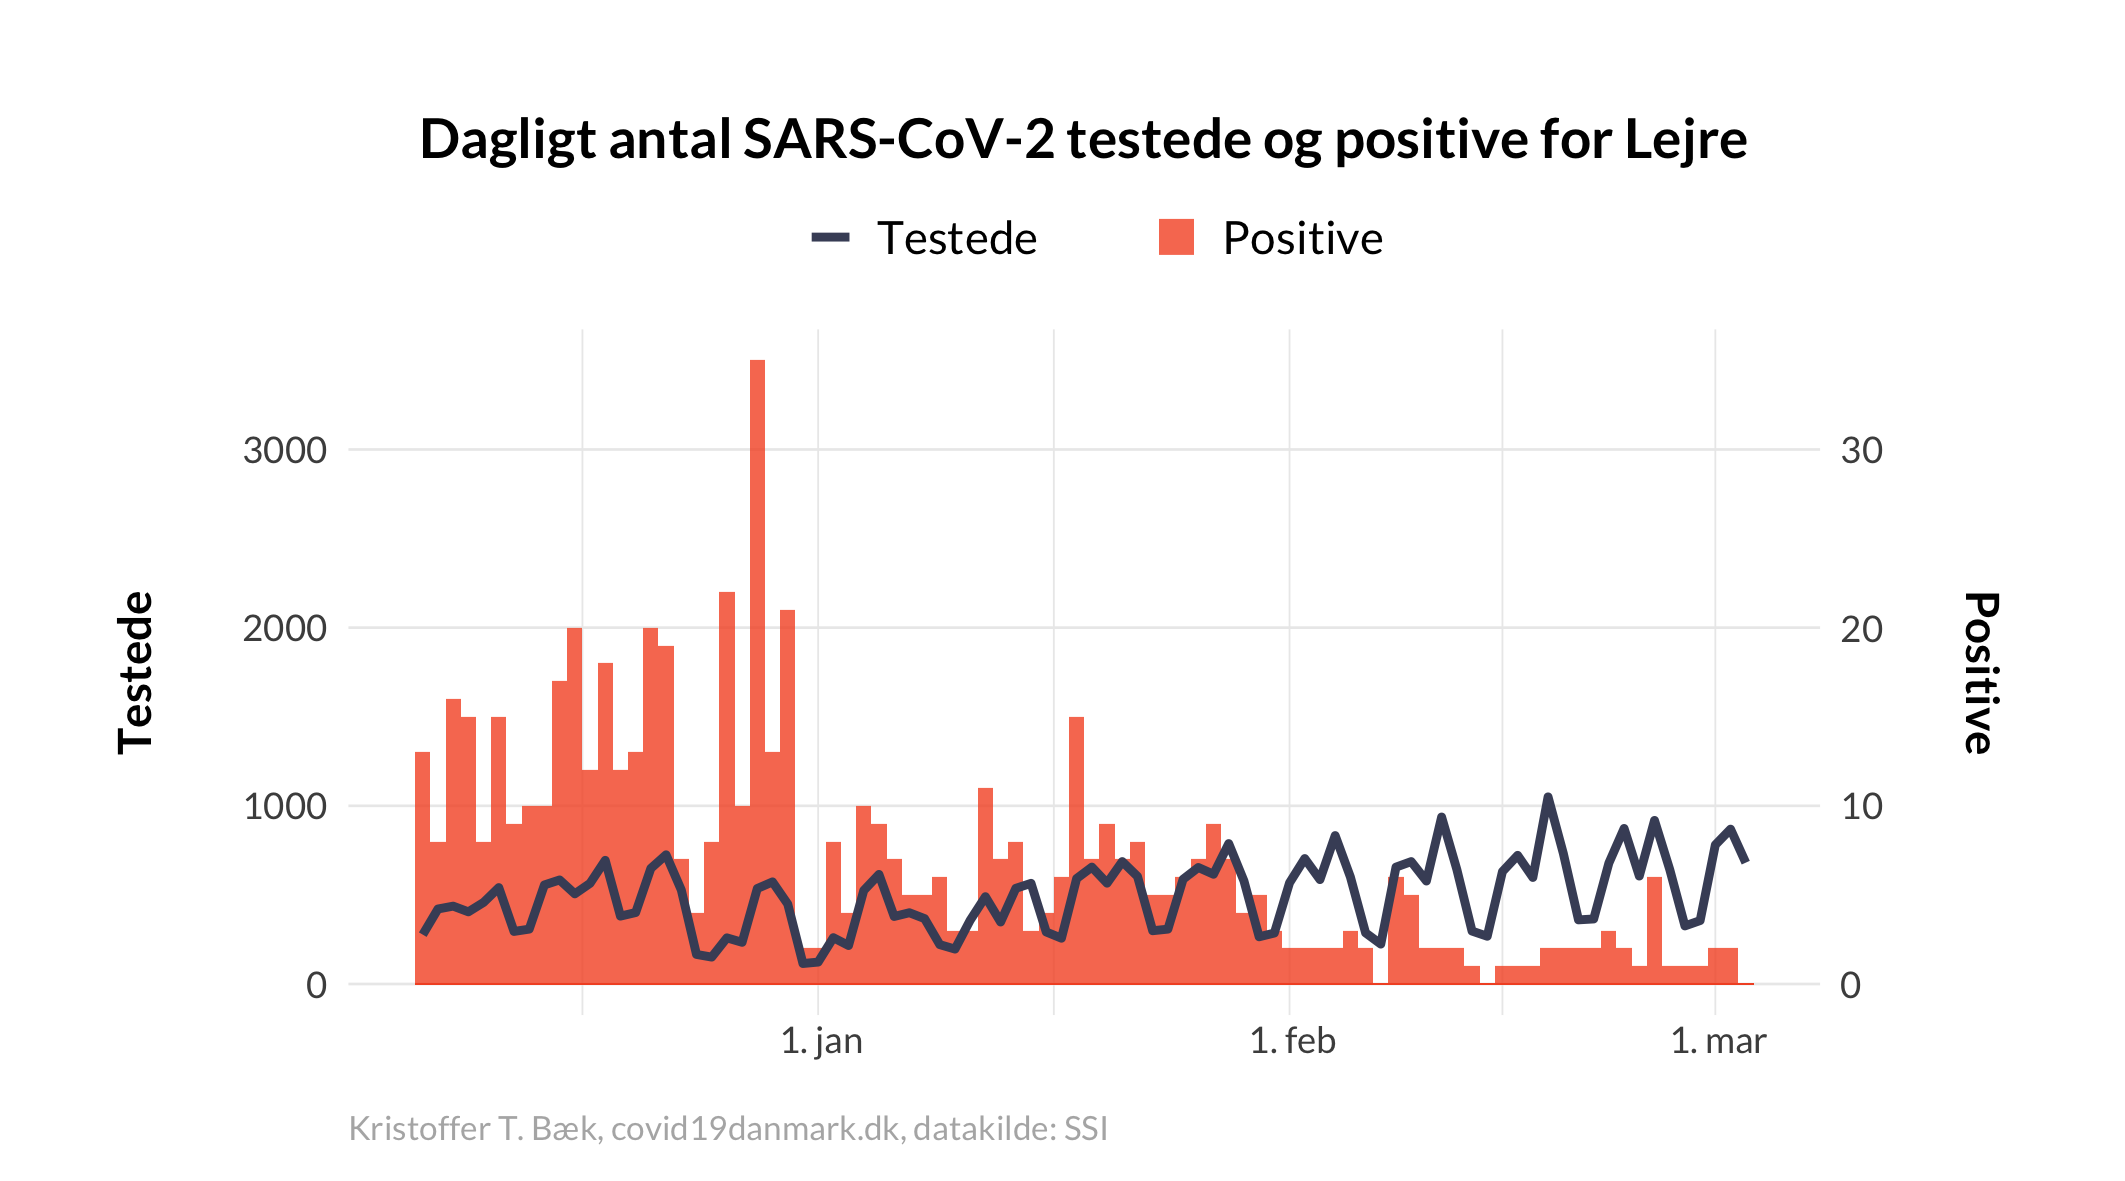 Dagligt antal SARS-CoV-2 testede og positive for Lejre
Testede
Positive
3000
2000
1000
0
Testede
30
20
10
0
Positive
1. jan
1. feb
1. mar
Kristoffer T. Bæk, covid19danmark.dk, datakilde: SSI